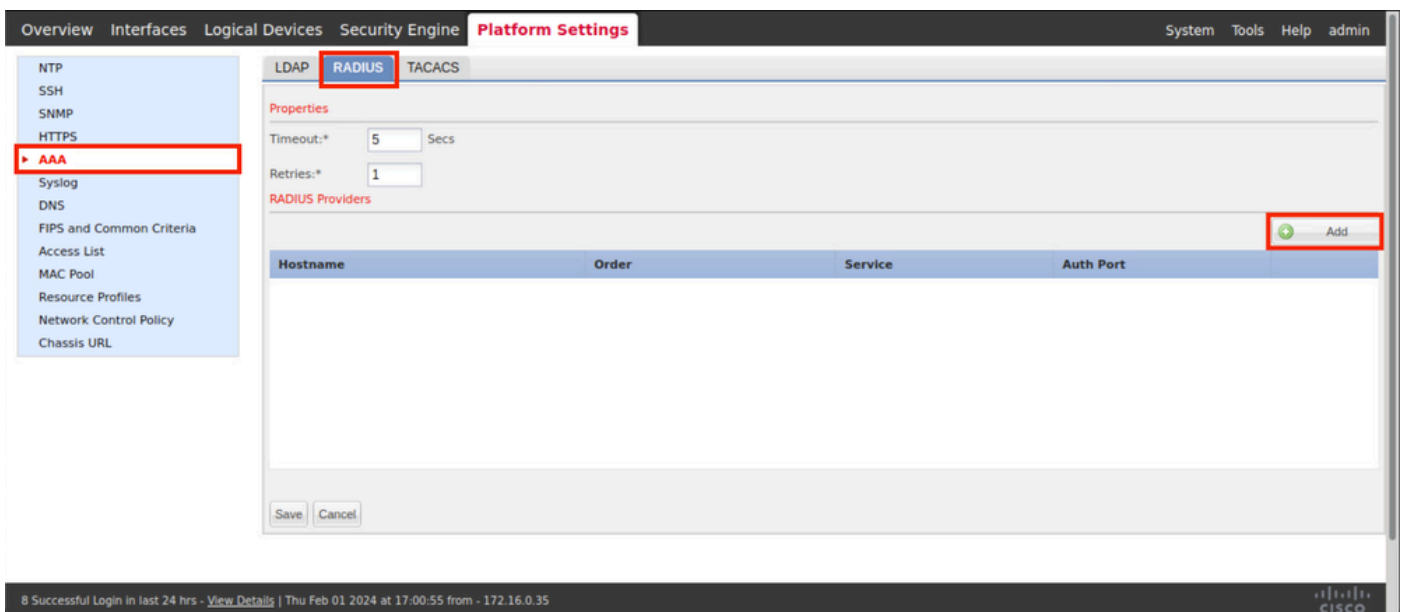 Overview Interfaces Logical Devices Security Engine Platform Settings System Tools Help admin
NTP
SSH
SNMP
HTTPS
AAA
Syslog
DNS
FIPS and Common Criteria
Access List
MAC Pool
Resource Profiles
Network Control Policy
Chassis URL
LDAP RADIUS TACACS
Properties
Timeout:* 5 Secs
Retries:* 1
RADIUS Providers
Add
Hostname Order Service Auth Port
Save Cancel
8 Successful Login in last 24 hrs - View Details | Thu Feb 01 2024 at 17:00:55 from - 172.16.0.35
CISCO